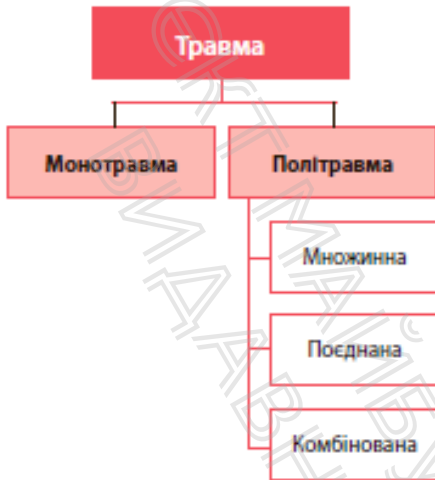 Травма
Монотравма
Політравма
Множинна
Поєднана
Комбінована